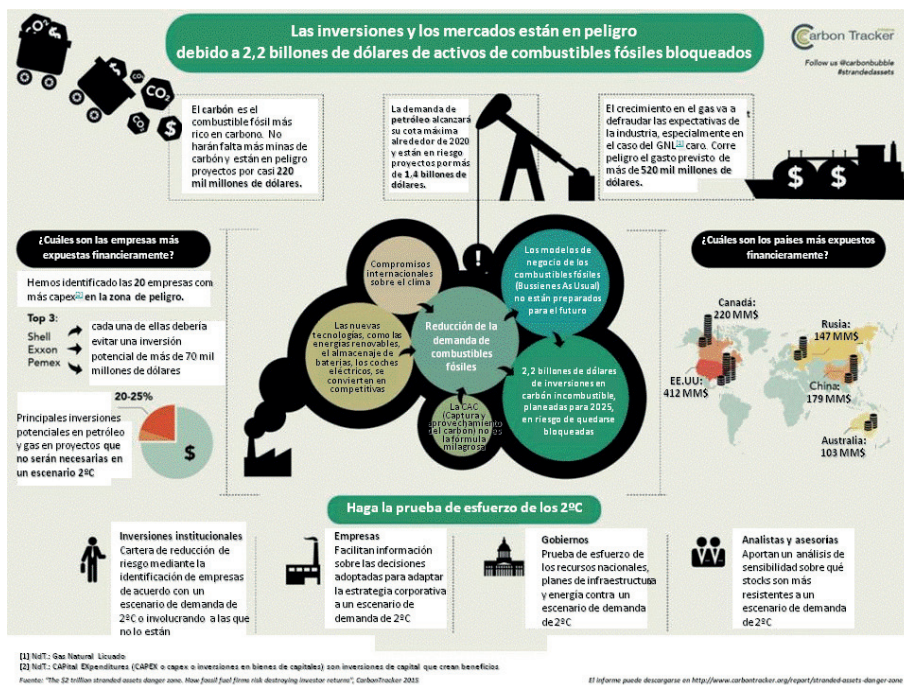 Las inversiones y los mercados están en peligro
debido a 2,2 billones de dólares de activos de combustibles fósiles bloqueados
Carbon Tracker
Initiative
Follow us @carbonbubble
#strandedassets
CO₂
CO₂
CO₂
CO₂
$
El carbón es el
combustible fósil más
rico en carbono. No
harán falta más minas de
carbón y están en peligro
proyectos por casi 220
mil millones de dólares.
La demanda de
petróleo alcanzará
su cota máxima
alrededor de 2020
y están en riesgo
proyectos por más
de 1,4 billones de
dólares.
El crecimiento en el gas va a
defraudar las expectativas de
la industria, especialmente en
el caso del GNL[1] caro. Corre
peligro el gasto previsto de
más de 520 mil millones de
dólares.
$ $
¿Cuáles son las empresas más
expuestas financieramente?
Hemos identificado las 20 empresas con
más capex[2] en la zona de peligro.
Top 3:
Shell
Exxon
Pemex
cada una de ellas debería
evitar una inversión
potencial de más de 70 mil
millones de dólares
20-25%
Principales inversiones
potenciales en petróleo
y gas en proyectos que
no serán necesarias en
un escenario 2ºC
$
!
Compromisos
internacionales
sobre el clima
Las nuevas
tecnologías, como las
energías renovables,
el almacenaje de
baterías, los coches
eléctricos, se
convierten en
competitivas
Reducción de la
demanda de
combustibles
fósiles
La CAC
(Captura y
aprovechamiento
del carbón) no es
la fórmula
milagrosa
Los modelos de
negocio de los
combustibles fósiles
(Bussienes As Usual)
no están preparados
para el futuro
2,2 billones de dólares
de inversiones en
carbón incombustible,
planeadas para 2025,
en riesgo de quedarse
bloqueadas
¿Cuáles son los países más expuestos
financieramente?
Canadá:
220 MM$
Rusia:
147 MM$
EE.UU:
412 MM$
China:
179 MM$
Australia:
103 MM$
Haga la prueba de esfuerzo de los 2ºC
Inversiones institucionales
Cartera de reducción de
riesgo mediante la
identificación de empresas
de acuerdo con un
escenario de demanda de
2ºC o involucrando a las que
no lo están
Empresas
Facilitan información
sobre las decisiones
adoptadas para adaptar
la estrategia corporativa
a un escenario de
demanda de 2ºC
Gobiernos
Prueba de esfuerzo de
los recursos nacionales,
planes de infraestructura
y energía contra un
escenario de demanda
de 2ºC
Analistas y asesorías
Aportan un análisis de
sensibilidad sobre qué
stocks son más
resistentes a un
escenario de demanda
de 2ºC
[1] NdT.: Gas Natural Licuado
[2] NdT.: CAPital EXpenditures (CAPEX o capex o inversiones en bienes de capitales) son inversiones de capital que crean beneficios
Fuente: "The $2 trillion stranded assets danger zone. How fossil fuel firms risk destroying investor returns", CarbonTracker 2015
El informe puede descargarse en http://www.carbontracker.org/report/stranded-assets-danger-zone